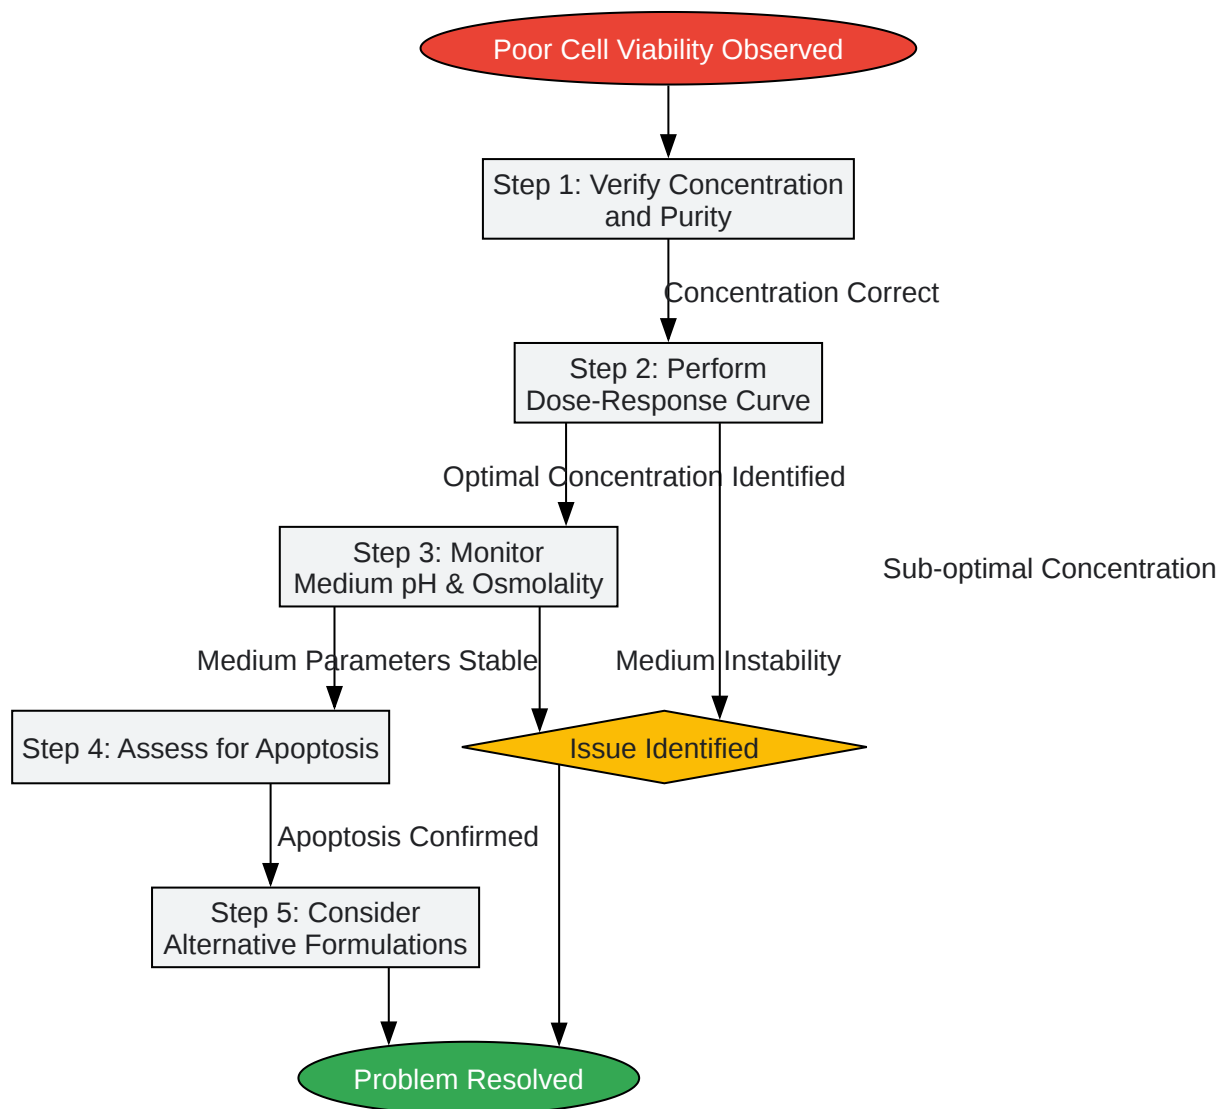 Poor Cell Viability Observed
Step 1: Verify Concentration
and Purity
Concentration Correct
Step 2: Perform
Dose-Response Curve
Optimal Concentration Identified
Step 3: Monitor
Medium pH & Osmolality
Sub-optimal Concentration
Medium Parameters Stable
Medium Instability
Step 4: Assess for Apoptosis
Issue Identified
Apoptosis Confirmed
Step 5: Consider
Alternative Formulations
Problem Resolved